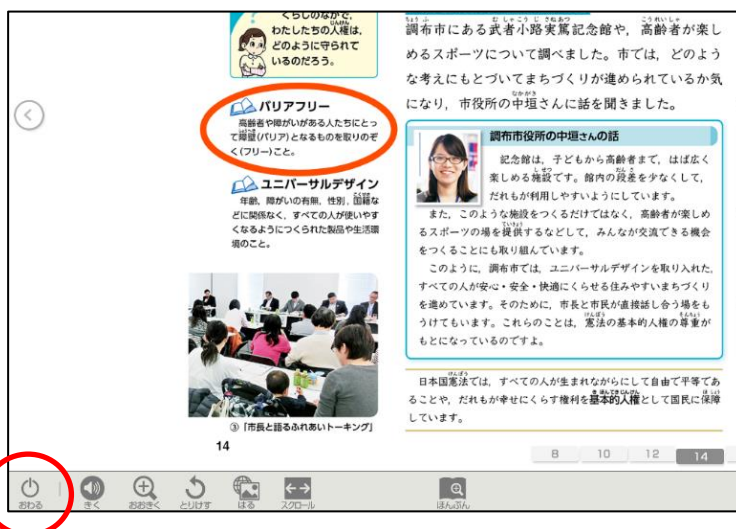 くらしのなかで，
わたしたちの人権は，
どのように守られて
いるのだろう。
バリアフリー
高齢者や障がいがある人たちにとっ
て障壁(バリア)となるものを取りのぞ
く(フリー)こと。
ユニバーサルデザイン
年齢，障がいの有無，性別，国籍な
どに関係なく，すべての人が使いやす
くなるようにつくられた製品や生活環
境のこと。
③「市長と語るふれあいトーキング」
14
調布市にある武者小路実篤記念館や，高齢者が楽し
めるスポーツについて調べました。市では，どのよう
な考えにもとづいてまちづくりが進められているか気
になり，市役所の中垣さんに話を聞きました。
調布市役所の中垣さんの話
記念館は，子どもから高齢者まで，はば広く
楽しめる施設です。館内の段差を少なくして，
だれもが利用しやすいようにしています。
また，このような施設をつくるだけではなく，高齢者が楽しめ
るスポーツの場を提供するなどして，みんなが交流できる機会
をつくることにも取り組んでいます。
このように，調布市では，ユニバーサルデザインを取り入れた，
すべての人が安心・安全・快適にくらせる住みやすいまちづくり
を進めています。そのために，市長と市民が直接話し合う場をも
うけてもいます。これらのことは，憲法の基本的人権の尊重が
もとになっているのですよ。
日本国憲法では，すべての人が生まれながらにして自由で平等であ
ることや，だれもが幸せにくらす権利を基本的人権として国民に保障
しています。
8 10 12 14
おわる きく おおきく とりけす はる スクロール ほんぶん